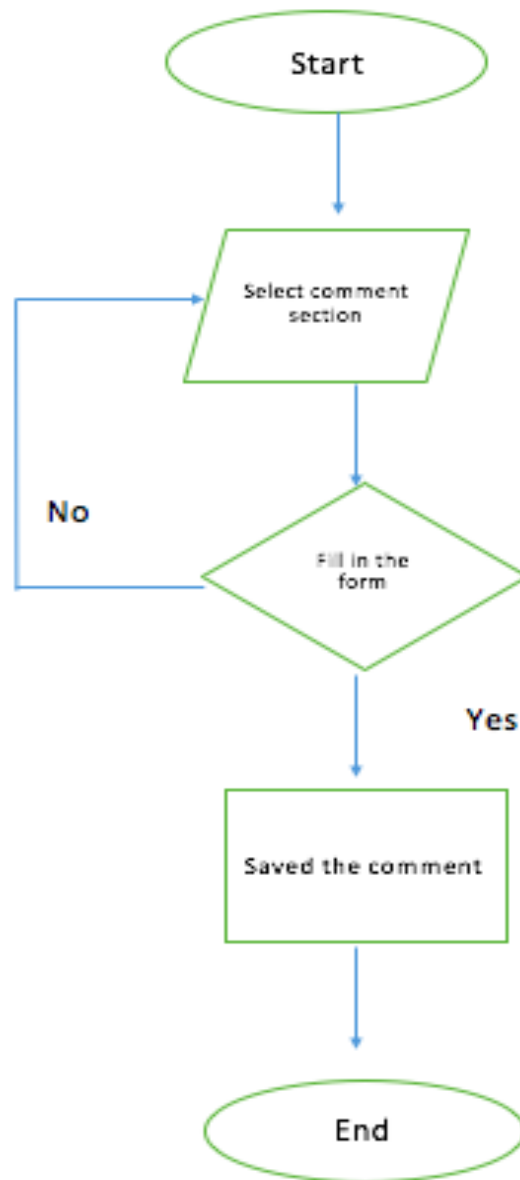 Start
Select comment
section
No
Fill in the
form
Yes
Saved the comment
End